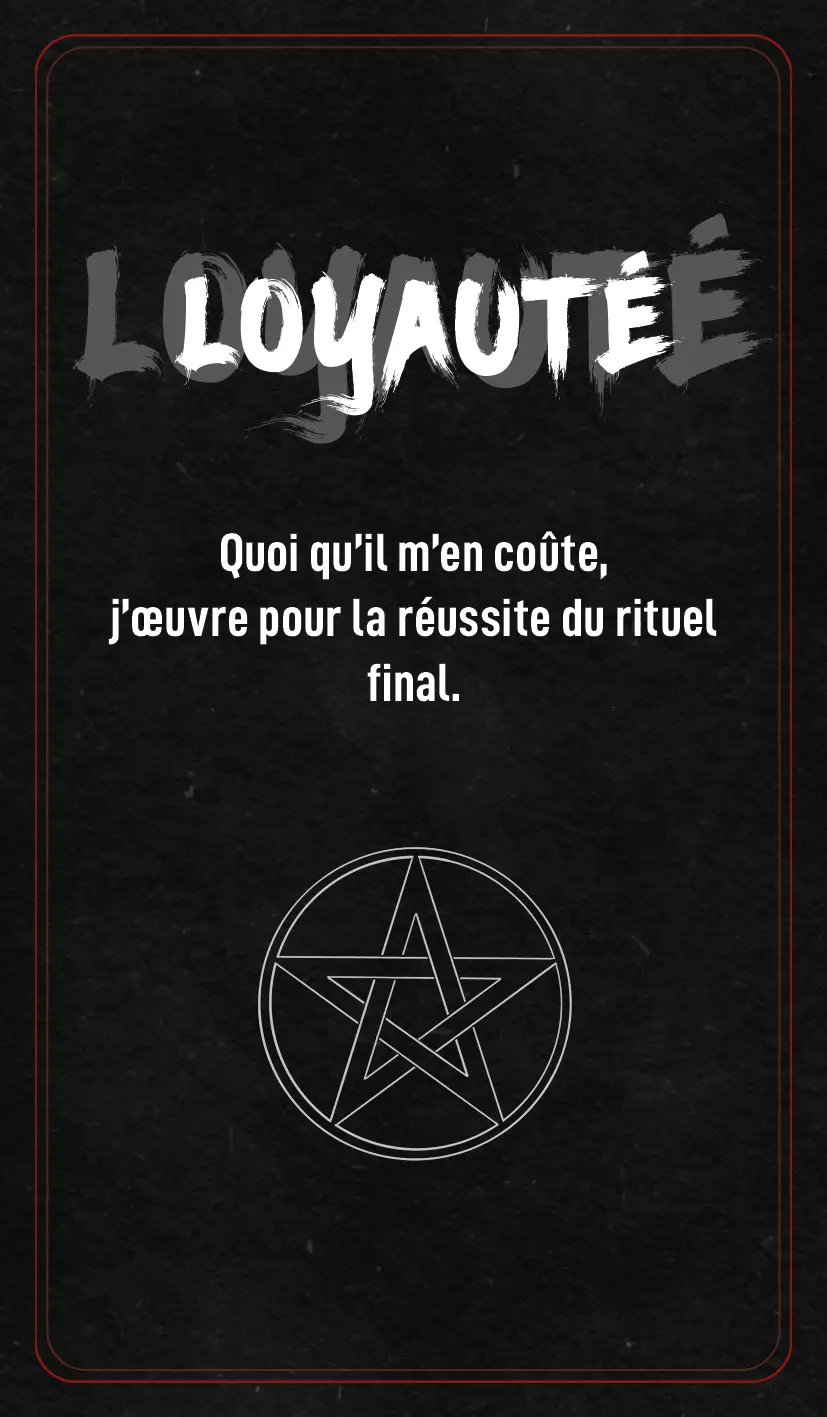 LOYAUTÉ
Quoi qu’il m’en coûte,
j’œuvre pour la réussite du rituel
final.